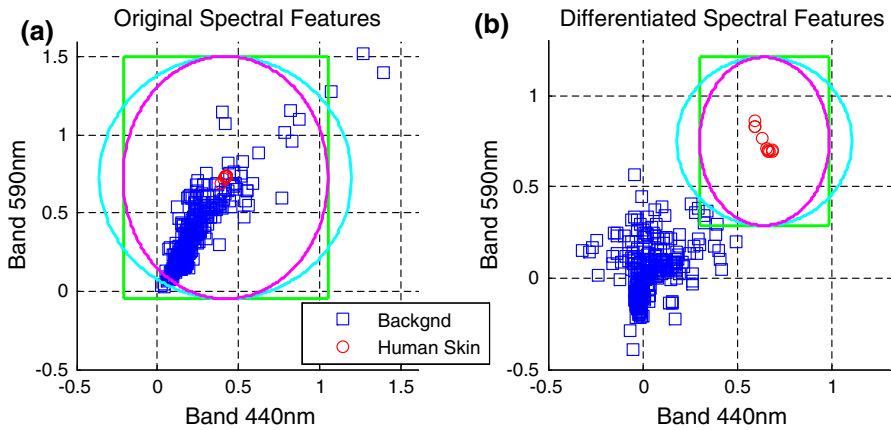 (a)
Original Spectral Features
1.5
1
0.5
0
-0.5
0
0.5
1
1.5
Band 590nm
Band 440nm
Backgnd
Human Skin
(b)
Differentiated Spectral Features
1
0.5
0
-0.5
-0.5
0
0.5
1
Band 590nm
Band 440nm